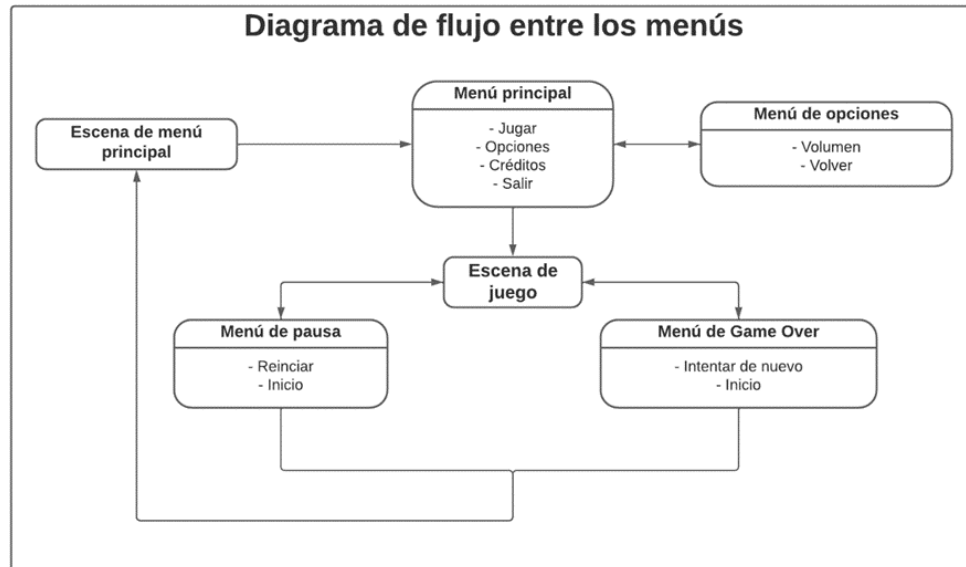 Diagrama de flujo entre los menús
Menú principal
- Jugar
- Opciones
- Créditos
- Salir
Escena de menú
principal
Menú de opciones
- Volumen
- Volver
Escena de
juego
Menú de pausa
- Reinciar
- Inicio
Menú de Game Over
- Intentar de nuevo
- Inicio